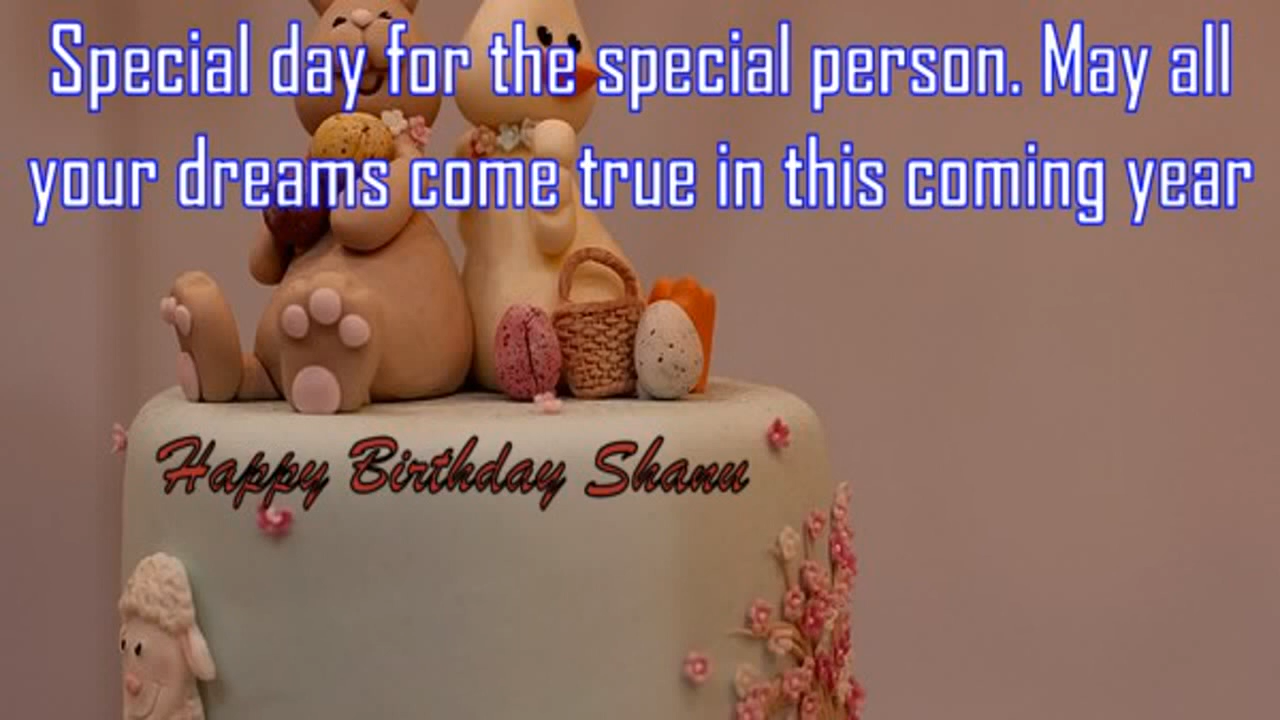 Special day for the special person. May all
your dreams come true in this coming year
Happy Birthday Shanu